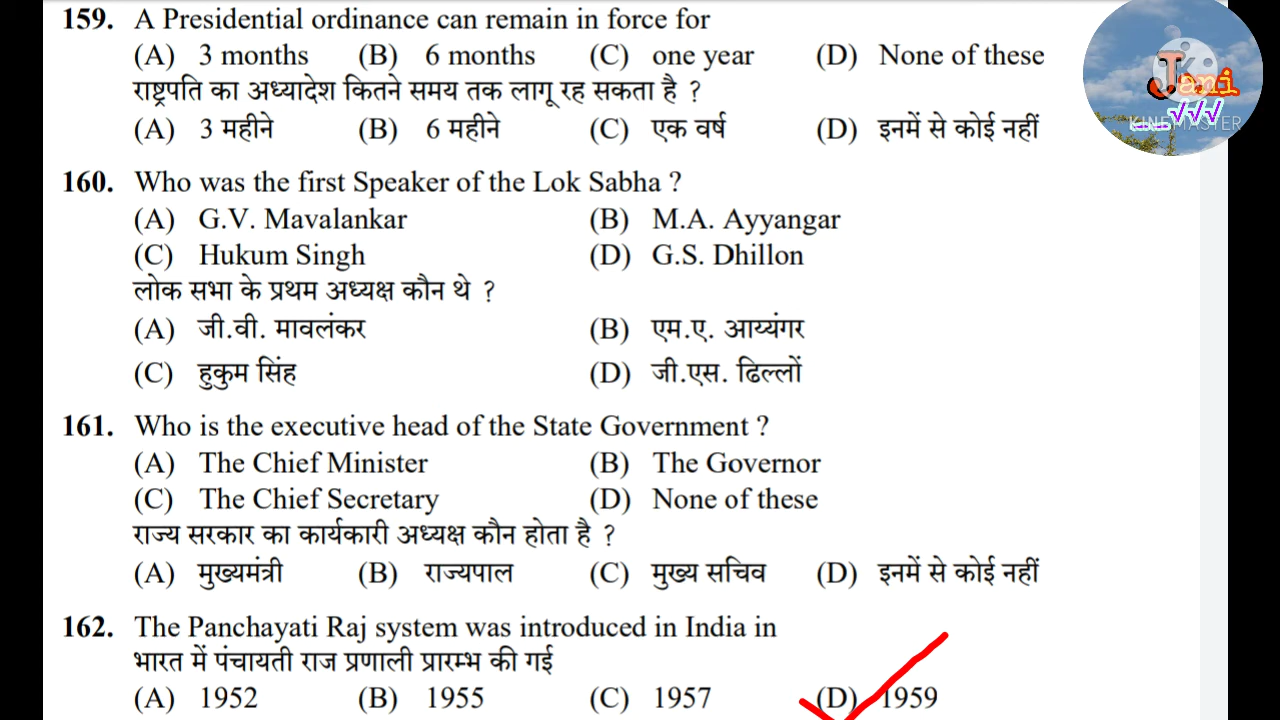 159. A Presidential ordinance can remain in force for
(A) 3 months (B) 6 months (C) one year (D) None of these
राष्ट्रपति का अध्यादेश कितने समय तक लागू रह सकता है ?
(A) 3 महीने (B) 6 महीने (C) एक वर्ष (D) इनमें से कोई नहीं
Jani
KINEMASTER
160. Who was the first Speaker of the Lok Sabha ?
(A) G.V. Mavalankar (B) M.A. Ayyangar
(C) Hukum Singh (D) G.S. Dhillon
लोक सभा के प्रथम अध्यक्ष कौन थे ?
(A) जी.वी. मावलंकर (B) एम.ए. आय्यंगर
(C) हुकुम सिंह (D) जी.एस. ढिल्लों
161. Who is the executive head of the State Government ?
(A) The Chief Minister (B) The Governor
(C) The Chief Secretary (D) None of these
राज्य सरकार का कार्यकारी अध्यक्ष कौन होता है ?
(A) मुख्यमंत्री (B) राज्यपाल (C) मुख्य सचिव (D) इनमें से कोई नहीं
162. The Panchayati Raj system was introduced in India in
भारत में पंचायती राज प्रणाली प्रारम्भ की गई
(A) 1952 (B) 1955 (C) 1957 (D) 1959